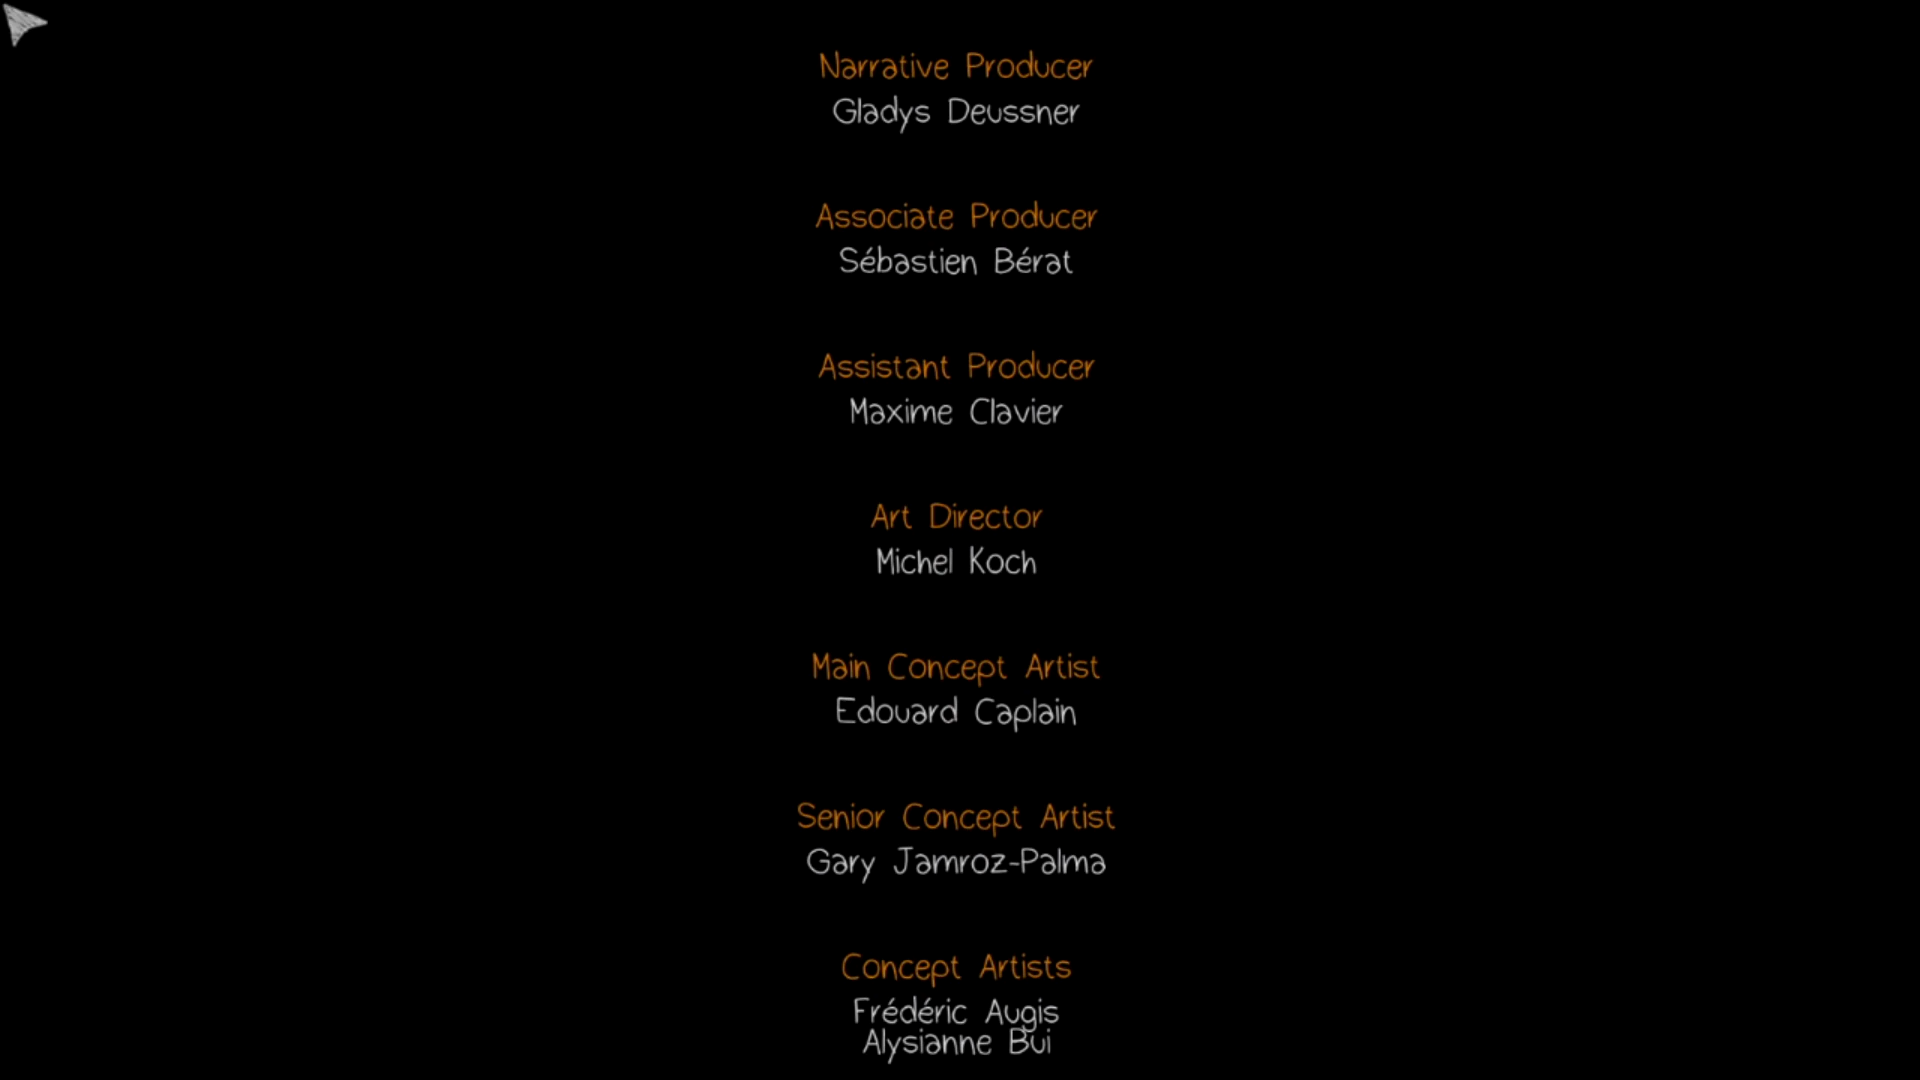 Narrative Producer
Gladys Deussner
Associate Producer
Sébastien Bérat
Assistant Producer
Maxime Clavier
Art Director
Michel Koch
Main Concept Artist
Edouard Caplain
Senior Concept Artist
Gary Jamroz-Palma
Concept Artists
Frédéric Augis
Alysianne Bui